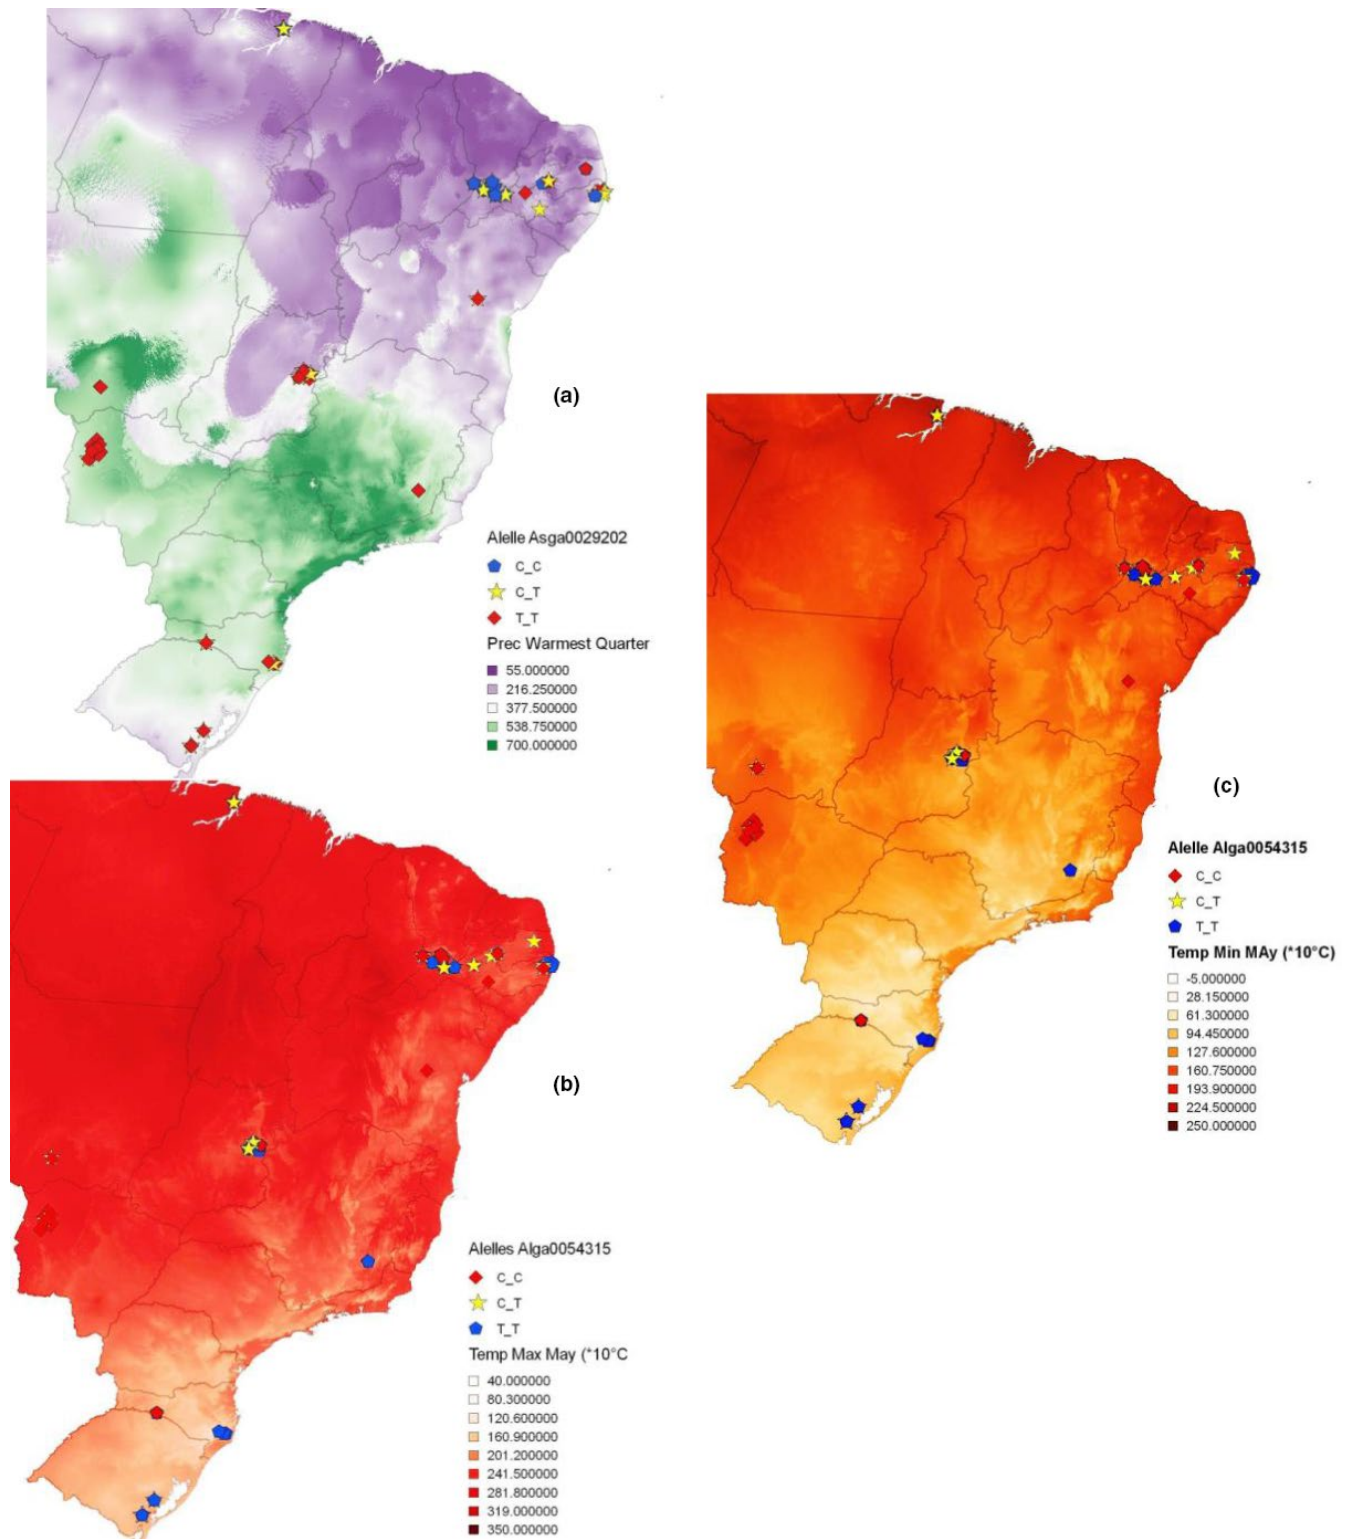 (a)
Alelle Asga0029202
C_C
C_T
T_T
Prec Warmest Quarter
55.000000
216.250000
377.500000
538.750000
700.000000
(b)
Alelles Alga0054315
C_C
C_T
T_T
Temp Max May (*10°C
40.000000
80.300000
120.600000
160.900000
201.200000
241.500000
281.800000
319.000000
350.000000
(c)
Alelle Alga0054315
C_C
C_T
T_T
Temp Min MAy (*10°C)
-5.000000
28.150000
61.300000
94.450000
127.600000
160.750000
193.900000
224.500000
250.000000